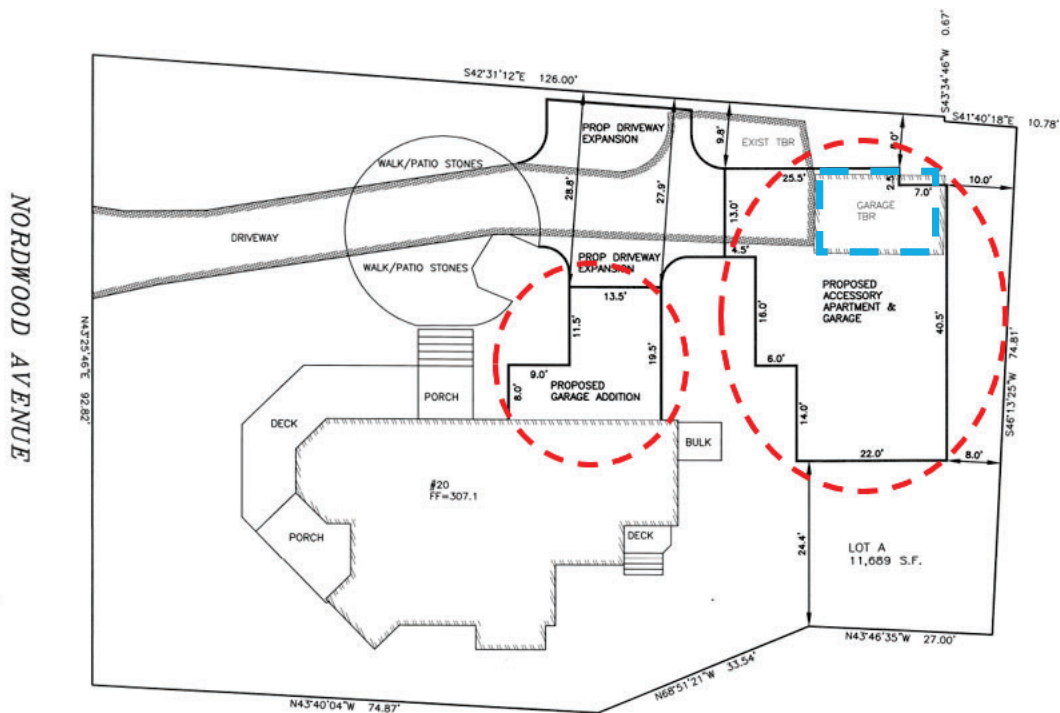 S43°34'46"W 0.67'
S42°31'12"E 126.00'
S41°40'18"E 10.78'
PROP DRIVEWAY
EXPANSION
9.8'
EXIST TBR
WALK/PATIO STONES
25.5'
2.5'
7.0'
10.0'
28.8'
27.9'
13.0'
GARAGE
TBR
DRIVEWAY
4.5'
PROP DRIVEWAY
EXPANSION
WALK/PATIO STONES
13.5'
PROPOSED
ACCESSORY
APARTMENT &
GARAGE
NORDWOOD AVENUE
N43°25'46"E 92.82'
11.5'
19.5'
16.0'
40.5'
S46°13'25"W 74.81'
9.0'
6.0'
8.0'
PROPOSED
GARAGE ADDITION
PORCH
DECK
14.0'
BULK
22.0'
8.0'
#20
FF=307.1
PORCH
DECK
24.4'
LOT A
11,689 S.F.
N43°46'35"W 27.00'
N68°51'21"W 33.54'
N43°40'04"W 74.87'